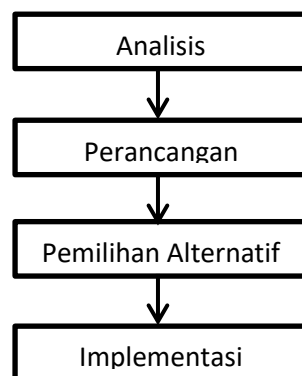 Analisis
Perancangan
Pemilihan Alternatif
Implementasi